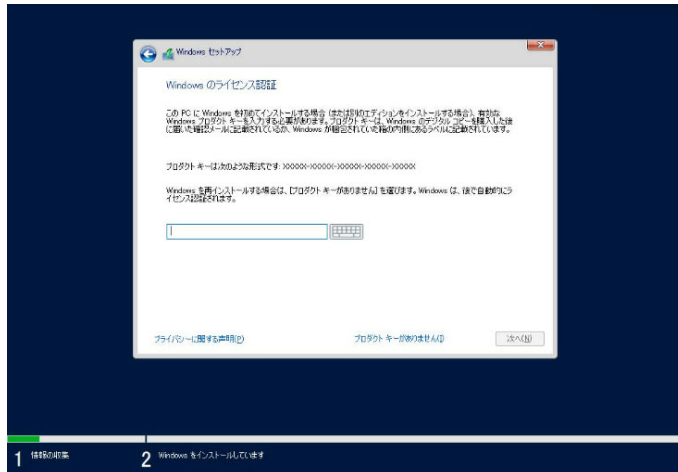 Windows セットアップ
Windows のライセンス認証
この PC に Windows を初めてインストールする場合 (または別のエディションをインストールする場合)、有効な
Windows プロダクト キーを入力する必要があります。プロダクト キーは、Windows のデジタル コピーを購入した後
に届いた確認メールに記載されているか、Windows が梱包されていた箱の内側にあるラベルに記載されています。
プロダクト キーは次のような形式です: XXXXX-XXXXX-XXXXX-XXXXX-XXXXX
Windows を再インストールする場合は、[プロダクト キーがありません] を選びます。Windows は、後で自動的にラ
イセンス認証されます。
プライバシーに関する声明(P)
プロダクト キーがありません(I)
次へ(N)
1 情報の収集
2 Windows をインストールしています